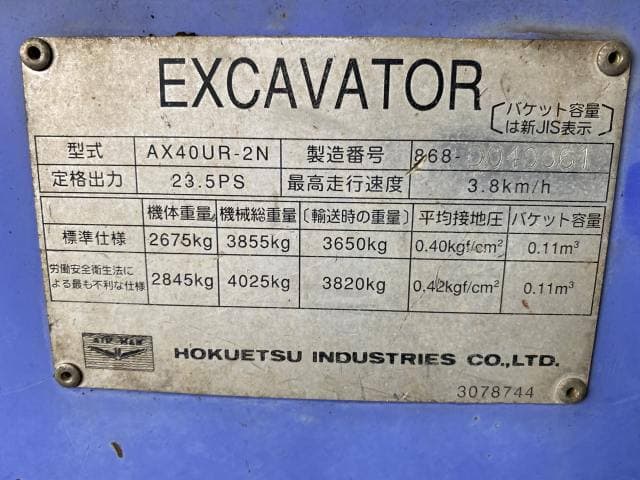 EXCAVATOR
(バケット容量
は新JIS表示)
型式 AX40UR-2N 製造番号 868-
定格出力 23.5PS 最高走行速度 3.8km/h
機体重量 機械総重量 (輸送時の重量) 平均接地圧 バケット容量
標準仕様 2675kg 3855kg 3650kg 0.40kgf/cm² 0.11m³
労働安全衛生法に
よる最も不利な仕様 2845kg 4025kg 3820kg 0.42kgf/cm² 0.11m³
AIR MAN
HOKUETSU INDUSTRIES CO.,LTD.
3078744